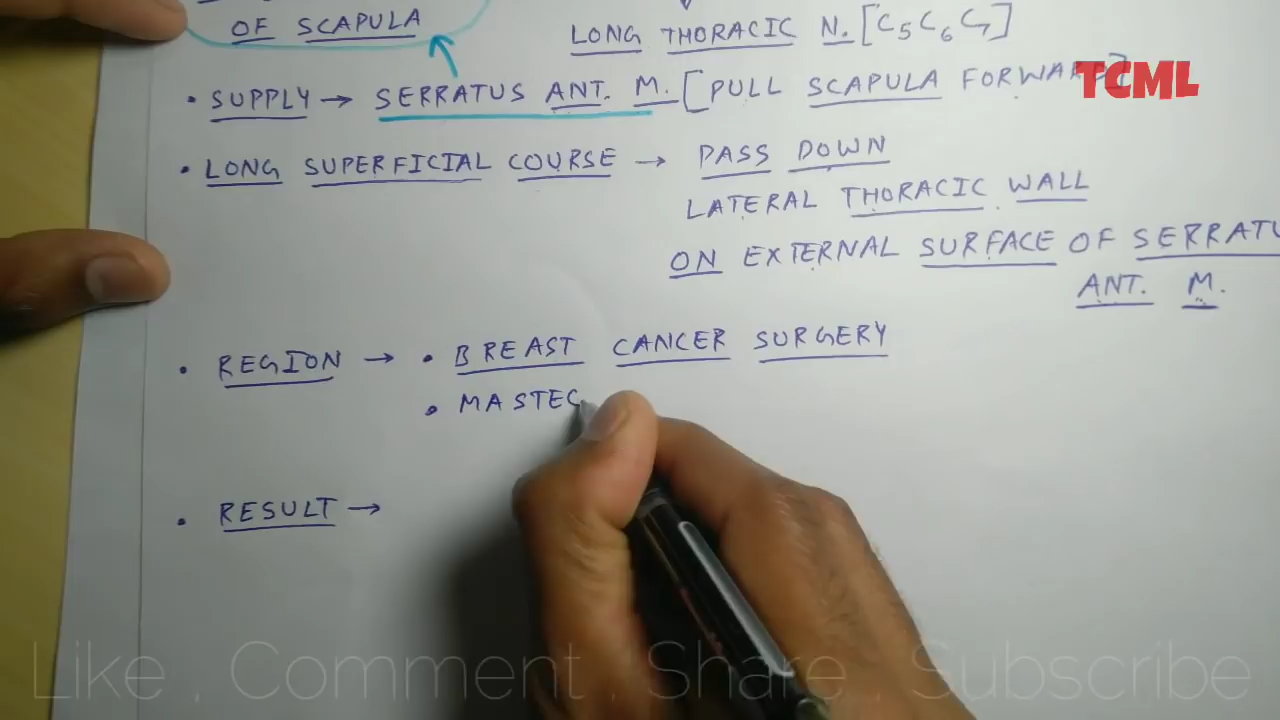 OF SCAPULA
LONG THORACIC N. [C5 C6 C7]
• SUPPLY → SERRATUS ANT. M. [PULL SCAPULA FORWARD]
TCML
• LONG SUPERFICIAL COURSE → PASS DOWN
LATERAL THORACIC WALL
ON EXTERNAL SURFACE OF SERRATU
ANT. M.
• REGION → • BREAST CANCER SURGERY
• MASTEC
• RESULT →
Like , Comment , Share , Subscribe